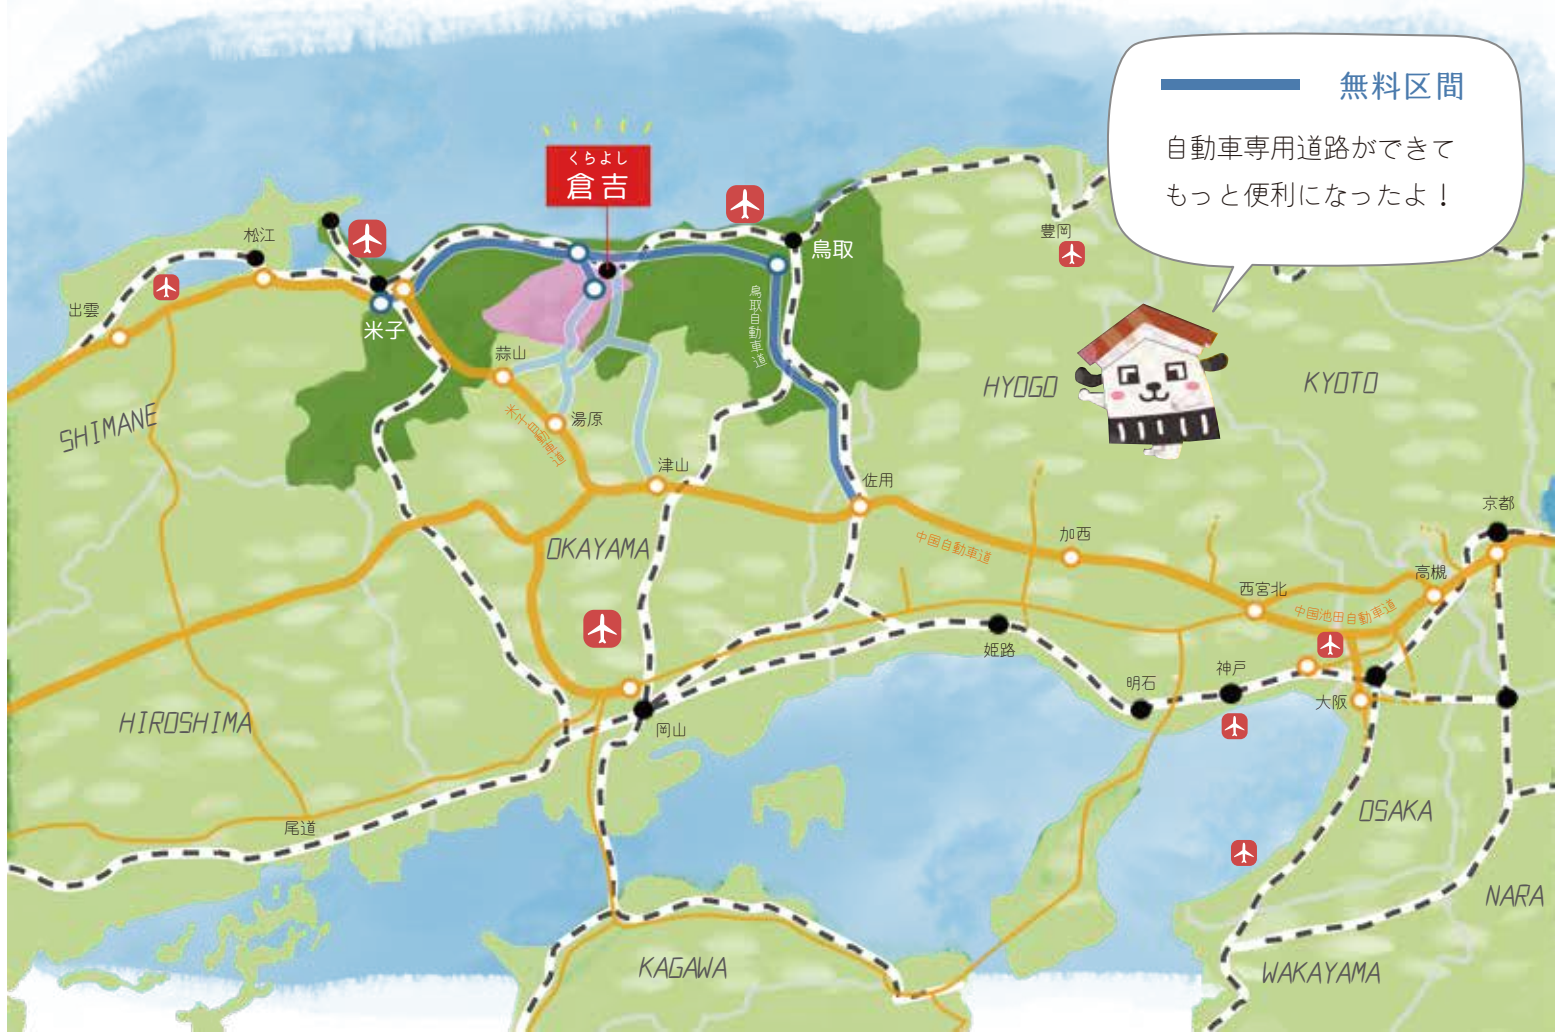 無料区間
自動車専用道路ができて
もっと便利になったよ！
くらよし
倉吉
松江
出雲
米子
鳥取
豊岡
鳥取自動車道
蒜山
湯原
米子自動車道
津山
佐用
SHIMANE
HYOGO
KYOTO
京都
OKAYAMA
中国自動車道
加西
西宮北
高槻
中国池田自動車道
姫路
明石
神戸
大阪
岡山
HIROSHIMA
尾道
OSAKA
NARA
KAGAWA
WAKAYAMA